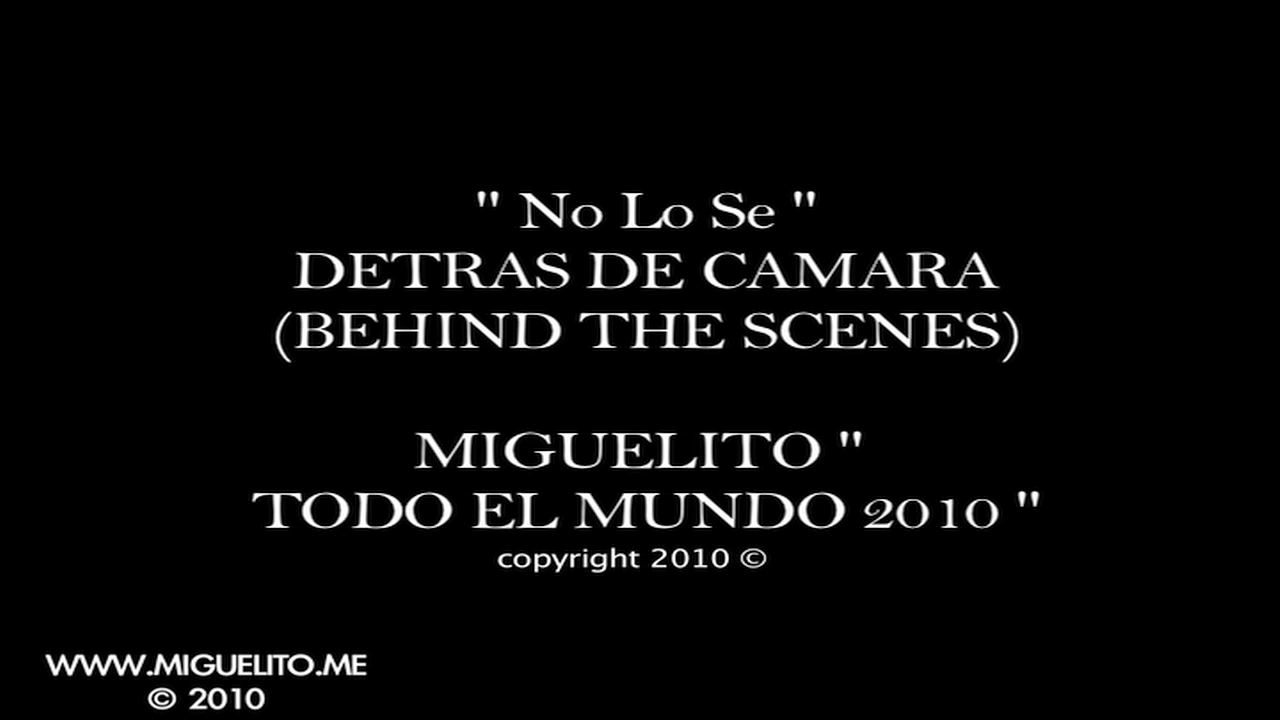 " No Lo Se "
DETRAS DE CAMARA
(BEHIND THE SCENES)
MIGUELITO "
TODO EL MUNDO 2010 "
copyright 2010 ©
WWW.MIGUELITO.ME
© 2010